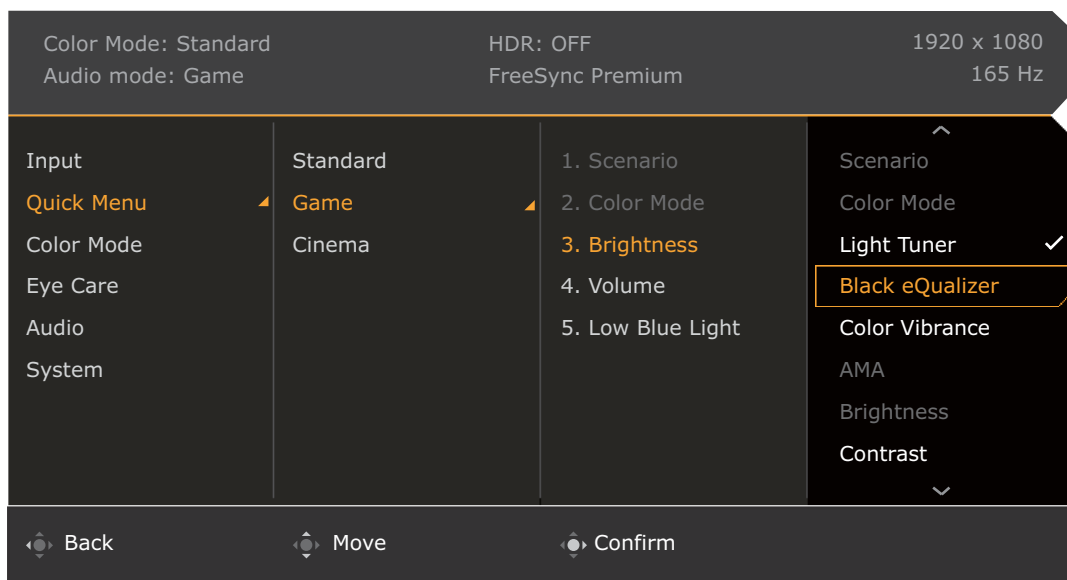 Color Mode: Standard
HDR: OFF
1920 x 1080
Audio mode: Game
FreeSync Premium
165 Hz
Input
Quick Menu
Color Mode
Eye Care
Audio
System
Standard
Game
Cinema
1. Scenario
2. Color Mode
3. Brightness
4. Volume
5. Low Blue Light
Scenario
Color Mode
Light Tuner
Black eQualizer
Color Vibrance
AMA
Brightness
Contrast
Back
Move
Confirm